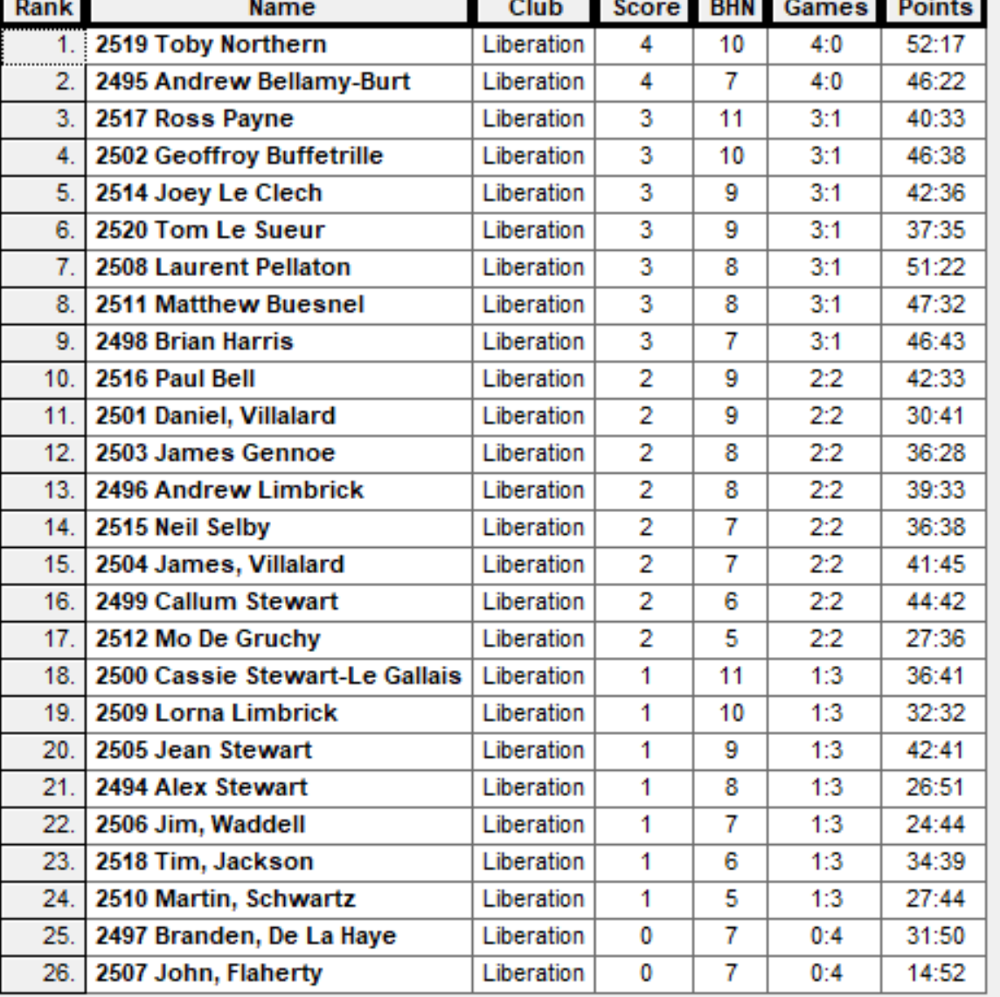 Rank Name Club Score BHN Games Points
1. 2519 Toby Northern Liberation 4 10 4:0 52:17
2. 2495 Andrew Bellamy-Burt Liberation 4 7 4:0 46:22
3. 2517 Ross Payne Liberation 3 11 3:1 40:33
4. 2502 Geoffroy Buffetrille Liberation 3 10 3:1 46:38
5. 2514 Joey Le Clech Liberation 3 9 3:1 42:36
6. 2520 Tom Le Sueur Liberation 3 9 3:1 37:35
7. 2508 Laurent Pellaton Liberation 3 8 3:1 51:22
8. 2511 Matthew Buesnel Liberation 3 8 3:1 47:32
9. 2498 Brian Harris Liberation 3 7 3:1 46:43
10. 2516 Paul Bell Liberation 2 9 2:2 42:33
11. 2501 Daniel, Villalard Liberation 2 9 2:2 30:41
12. 2503 James Gennoe Liberation 2 8 2:2 36:28
13. 2496 Andrew Limbrick Liberation 2 8 2:2 39:33
14. 2515 Neil Selby Liberation 2 7 2:2 36:38
15. 2504 James, Villalard Liberation 2 7 2:2 41:45
16. 2499 Callum Stewart Liberation 2 6 2:2 44:42
17. 2512 Mo De Gruchy Liberation 2 5 2:2 27:36
18. 2500 Cassie Stewart-Le Gallais Liberation 1 11 1:3 36:41
19. 2509 Lorna Limbrick Liberation 1 10 1:3 32:32
20. 2505 Jean Stewart Liberation 1 9 1:3 42:41
21. 2494 Alex Stewart Liberation 1 8 1:3 26:51
22. 2506 Jim, Waddell Liberation 1 7 1:3 24:44
23. 2518 Tim, Jackson Liberation 1 6 1:3 34:39
24. 2510 Martin, Schwartz Liberation 1 5 1:3 27:44
25. 2497 Branden, De La Haye Liberation 0 7 0:4 31:50
26. 2507 John, Flaherty Liberation 0 7 0:4 14:52